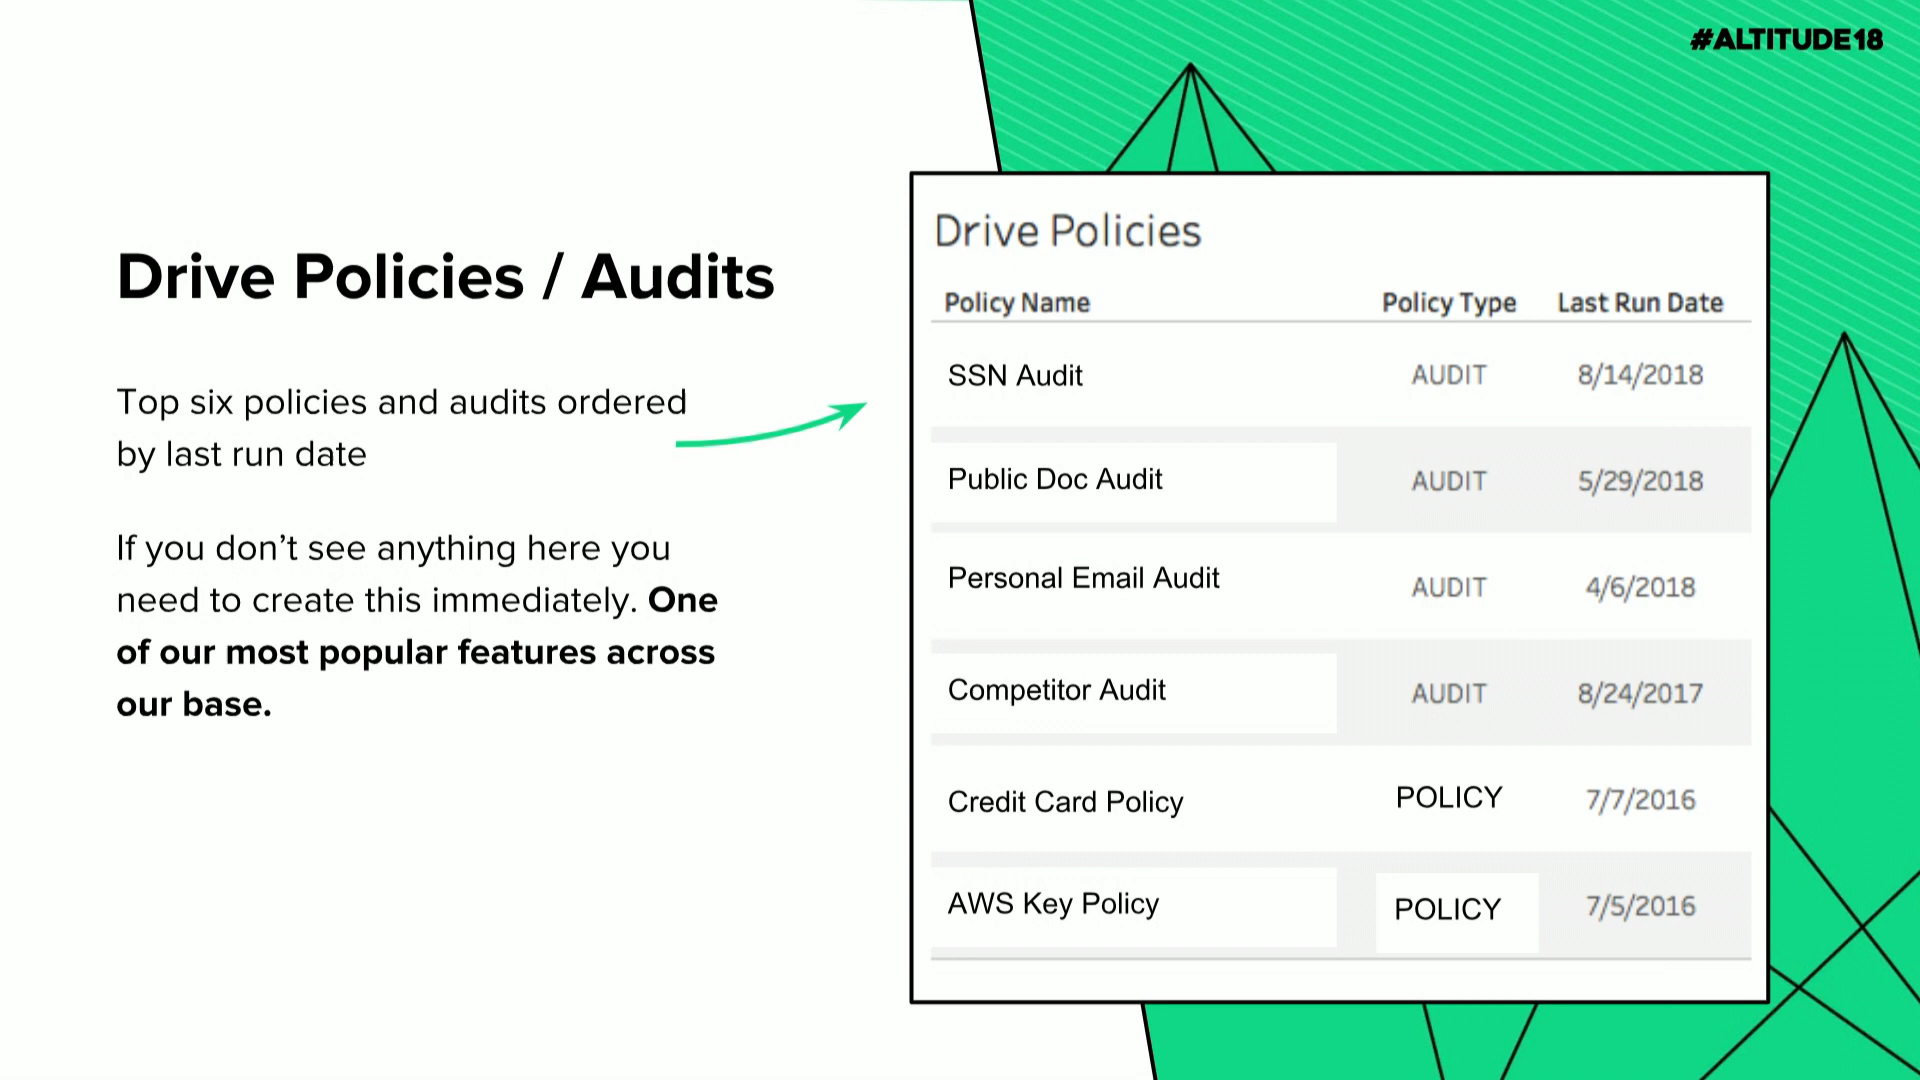 #ALTITUDE18
Drive Policies / Audits
Top six policies and audits ordered
by last run date
If you don’t see anything here you
need to create this immediately. One
of our most popular features across
our base.
Drive Policies
Policy Name Policy Type Last Run Date
SSN Audit AUDIT 8/14/2018
Public Doc Audit AUDIT 5/29/2018
Personal Email Audit AUDIT 4/6/2018
Competitor Audit AUDIT 8/24/2017
Credit Card Policy POLICY 7/7/2016
AWS Key Policy POLICY 7/5/2016